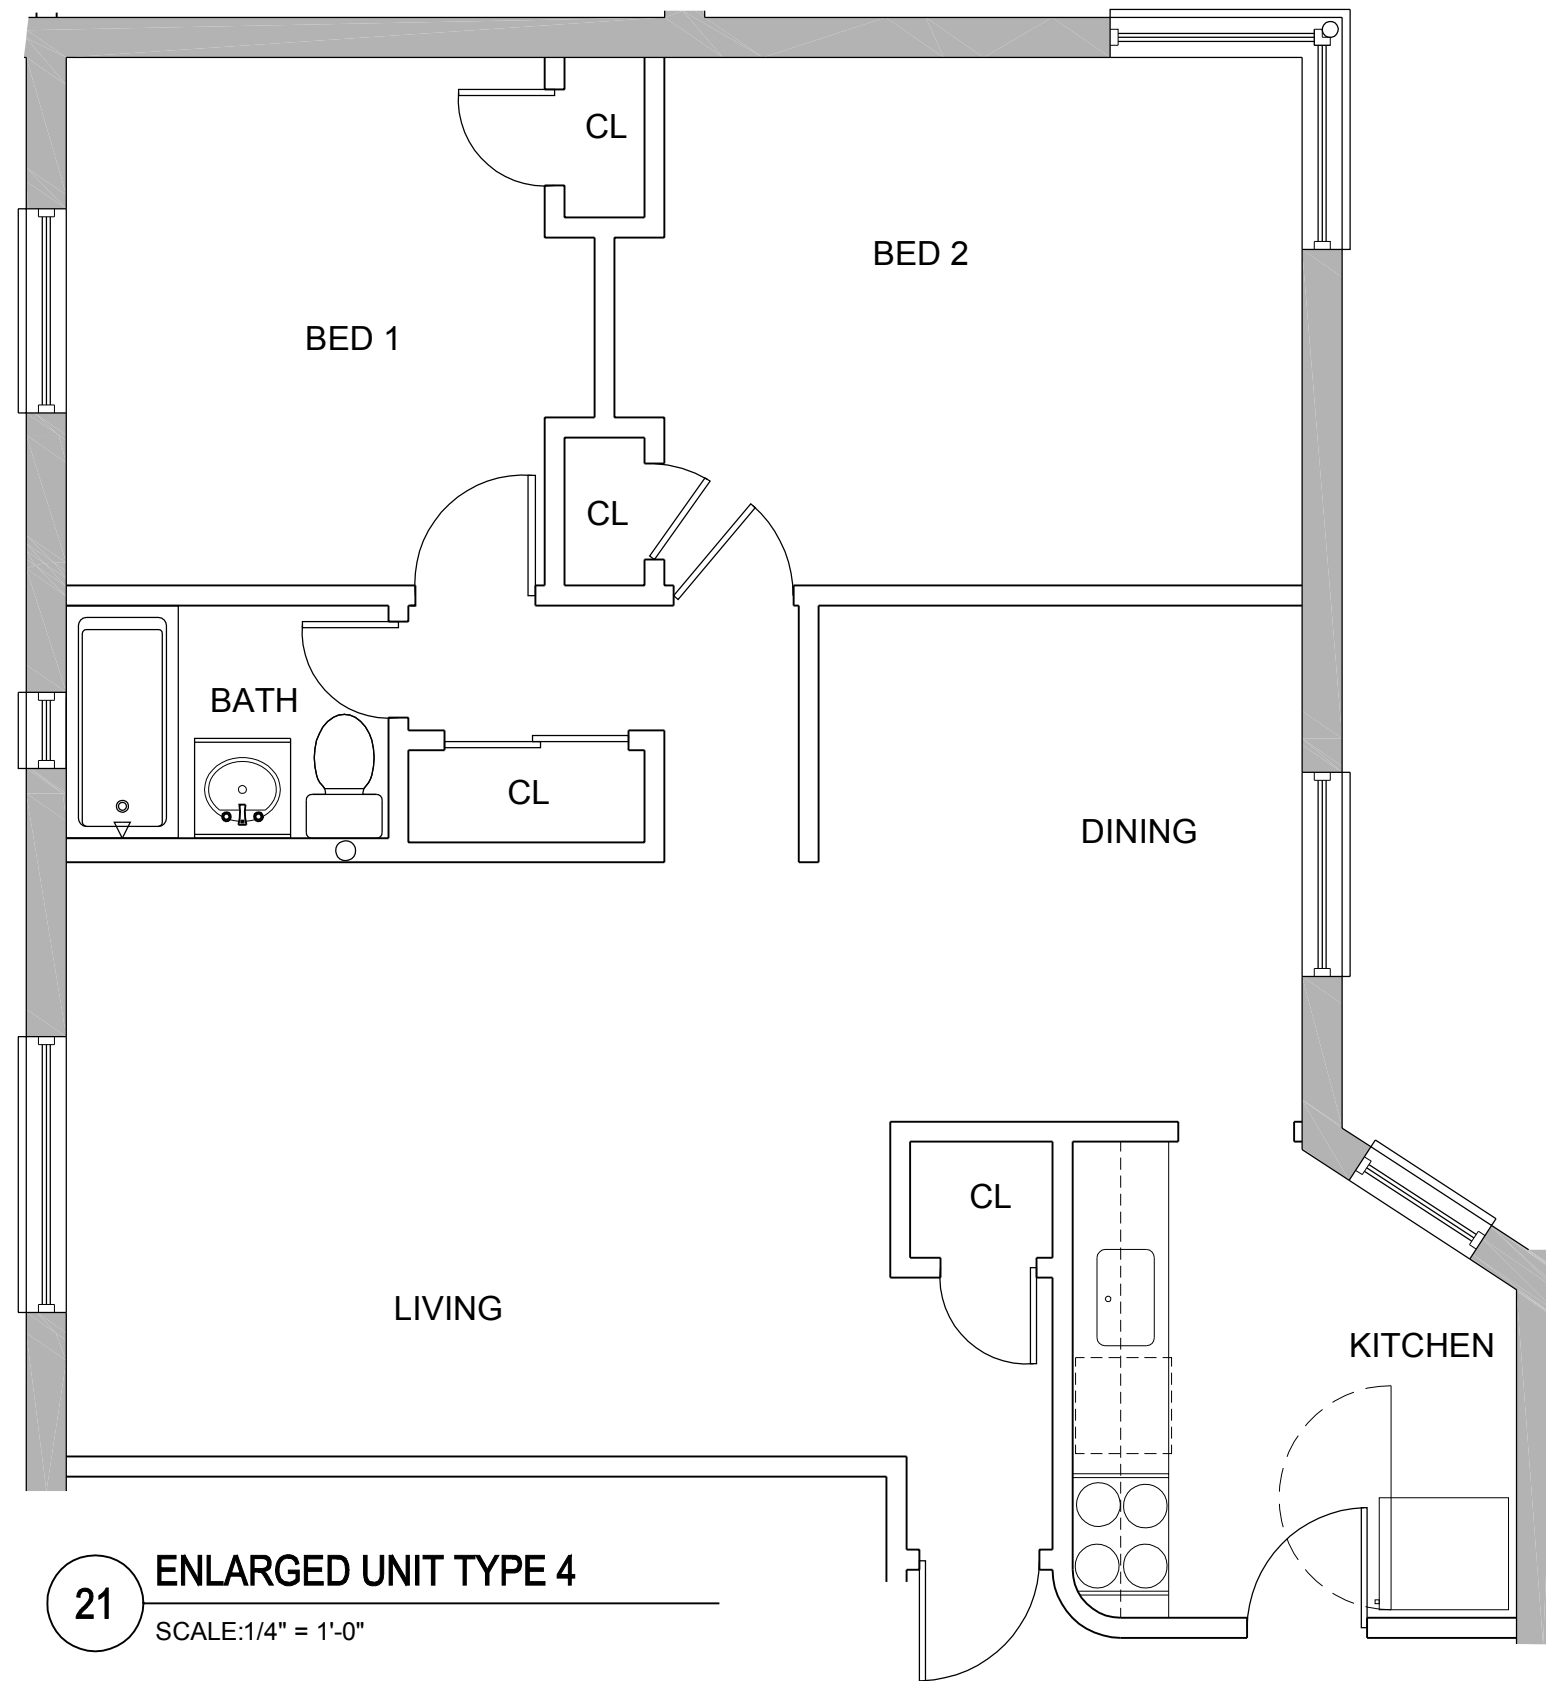 CL
BED 2
BED 1
CL
BATH
CL
DINING
CL
LIVING
KITCHEN
21
ENLARGED UNIT TYPE 4
SCALE:1/4" = 1'-0"